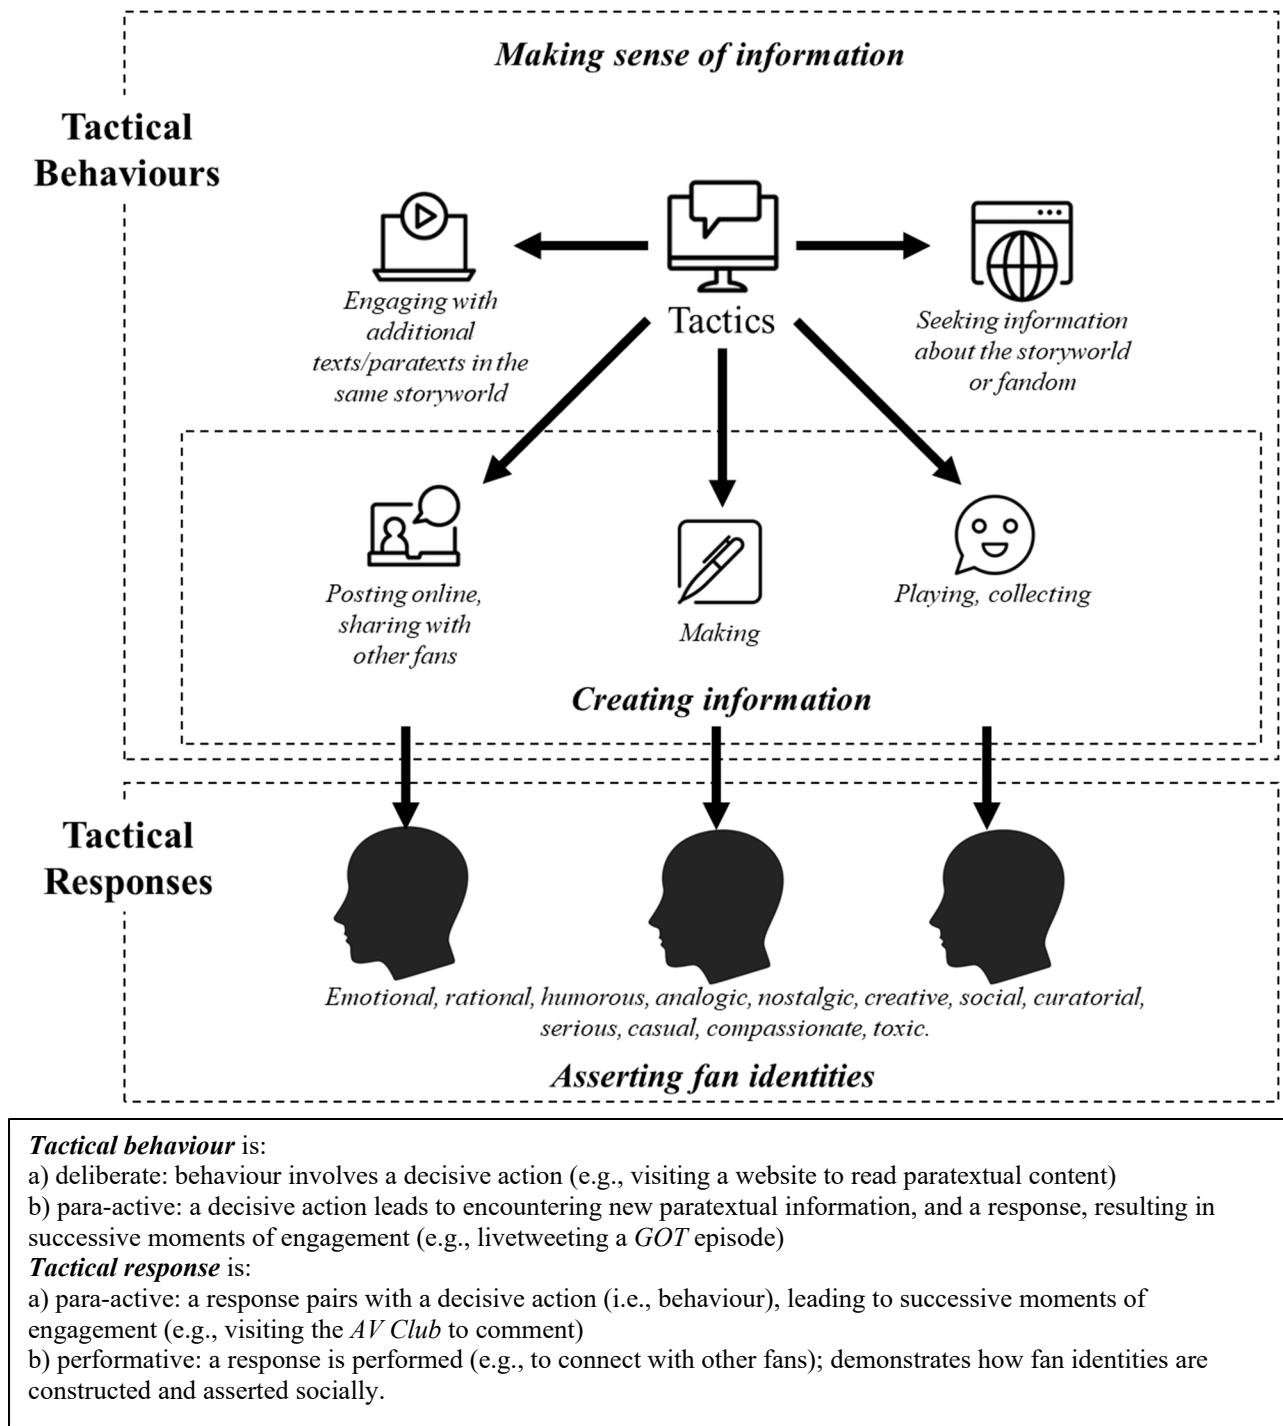 Making sense of information
Tactical
Behaviours
Engaging with
additional
texts/paratexts in the
same storyworld
Tactics
Seeking information
about the storyworld
or fandom
Posting online,
sharing with
other fans
Making
Playing, collecting
Creating information
Tactical
Responses
Emotional, rational, humorous, analogic, nostalgic, creative, social, curatorial,
serious, casual, compassionate, toxic.
Asserting fan identities
Tactical behaviour is:
a) deliberate: behaviour involves a decisive action (e.g., visiting a website to read paratextual content)
b) para-active: a decisive action leads to encountering new paratextual information, and a response, resulting in
successive moments of engagement (e.g., livetweeting a GOT episode)
Tactical response is:
a) para-active: a response pairs with a decisive action (i.e., behaviour), leading to successive moments of
engagement (e.g., visiting the AV Club to comment)
b) performative: a response is performed (e.g., to connect with other fans); demonstrates how fan identities are
constructed and asserted socially.